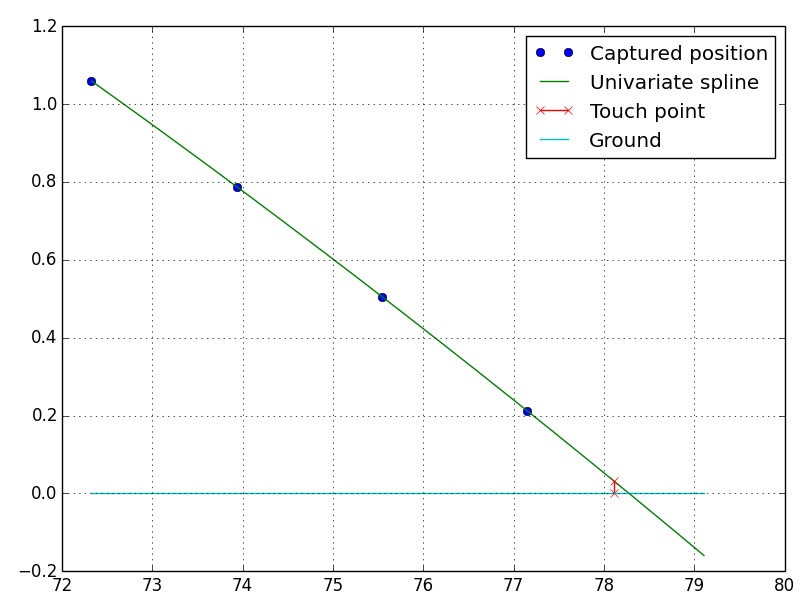 1.2
1.0
0.8
0.6
0.4
0.2
0.0
−0.2
72 73 74 75 76 77 78 79 80
Captured position
Univariate spline
Touch point
Ground